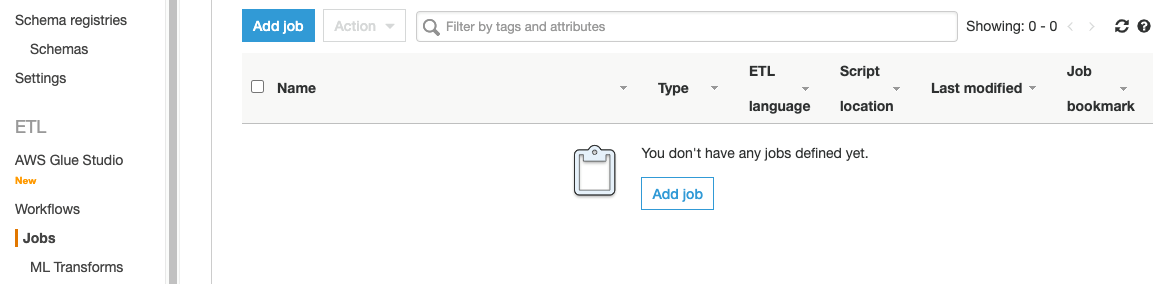 Schema registries
Schemas
Settings
ETL
AWS Glue Studio
New
Workflows
Jobs
ML Transforms
Add job
Action
Filter by tags and attributes
Showing: 0 - 0
Name
Type
ETL
language
Script
location
Last modified
Job
bookmark
You don't have any jobs defined yet.
Add job